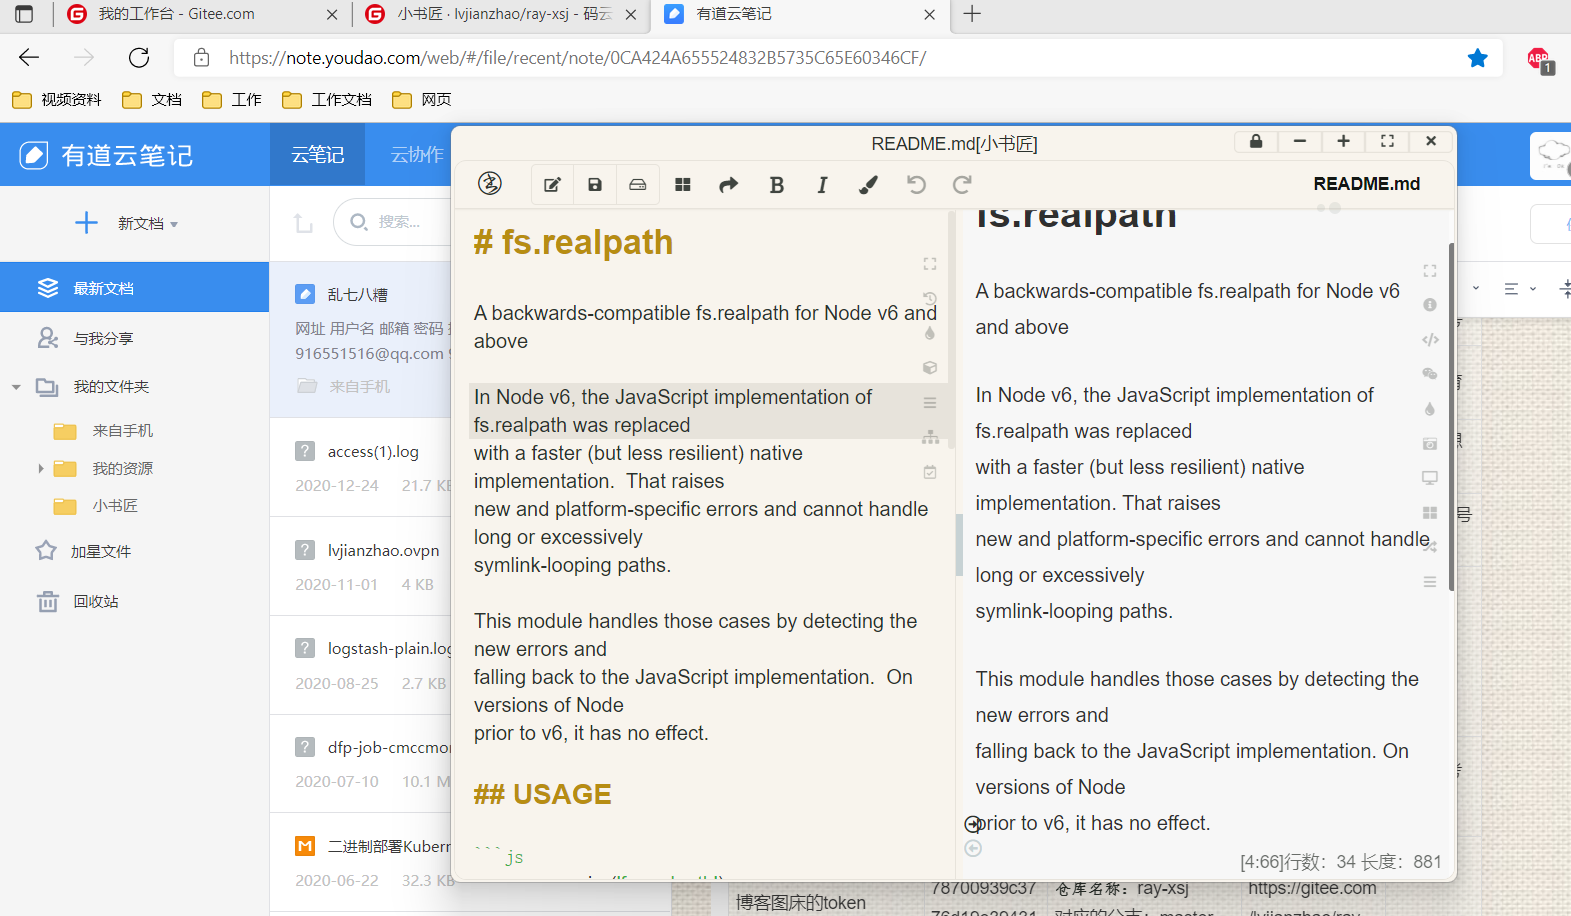 我的工作台 - Gitee.com
小书匠 · lvjianzhao/ray-xsj - 码云
有道云笔记
https://note.youdao.com/web/#/file/recent/note/0CA424A655524832B5735C65E60346CF/
ABP
1
视频资料
文档
工作
工作文档
网页
有道云笔记
云笔记
云协作
新文档
搜索...
最新文档
与我分享
我的文件夹
来自手机
我的资源
小书匠
加星文件
回收站
乱七八糟
网址 用户名 邮箱 密码
916551516@qq.com
来自手机
access(1).log
2020-12-24 21.7 KB
lvjianzhao.ovpn
2020-11-01 4 KB
logstash-plain.log
2020-08-25 2.7 KB
dfp-job-cmccmon
2020-07-10 10.1 M
二进制部署Kubern
2020-06-22 32.3 KB
README.md[小书匠]
README.md
# fs.realpath
A backwards-compatible fs.realpath for Node v6 and
above
In Node v6, the JavaScript implementation of
fs.realpath was replaced
with a faster (but less resilient) native
implementation.  That raises
new and platform-specific errors and cannot handle
long or excessively
symlink-looping paths.
This module handles those cases by detecting the
new errors and
falling back to the JavaScript implementation.  On
versions of Node
prior to v6, it has no effect.
## USAGE
```js
fs.realpath
A backwards-compatible fs.realpath for Node v6
and above
In Node v6, the JavaScript implementation of
fs.realpath was replaced
with a faster (but less resilient) native
implementation. That raises
new and platform-specific errors and cannot handle
long or excessively
symlink-looping paths.
This module handles those cases by detecting the
new errors and
falling back to the JavaScript implementation. On
versions of Node
prior to v6, it has no effect.
[4:66]行数：34 长度：881
号
博客图床的token
78700939c37
仓库名称：ray-xsj
https://gitee.com
76d19c39431
对应的分支：master
/lvjianzhao/ray